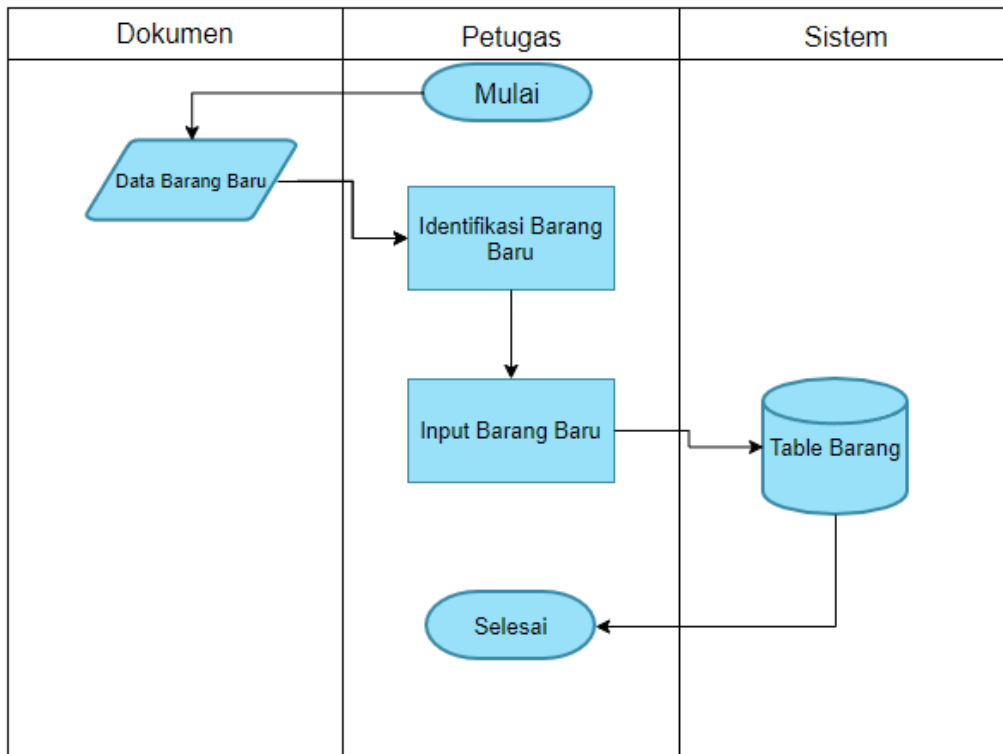 Dokumen
Petugas
Sistem
Mulai
Data Barang Baru
Identifikasi Barang
Baru
Input Barang Baru
Table Barang
Selesai